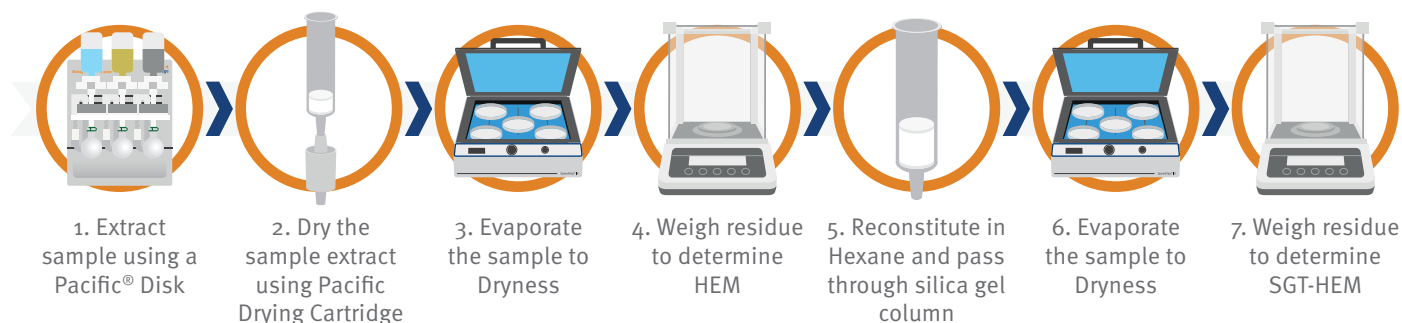 1. Extract
sample using a
Pacific® Disk
2. Dry the
sample extract
using Pacific
Drying Cartridge
3. Evaporate
the sample to
Dryness
4. Weigh residue
to determine
HEM
5. Reconstitute in
Hexane and pass
through silica gel
column
6. Evaporate
the sample to
Dryness
7. Weigh residue
to determine
SGT-HEM